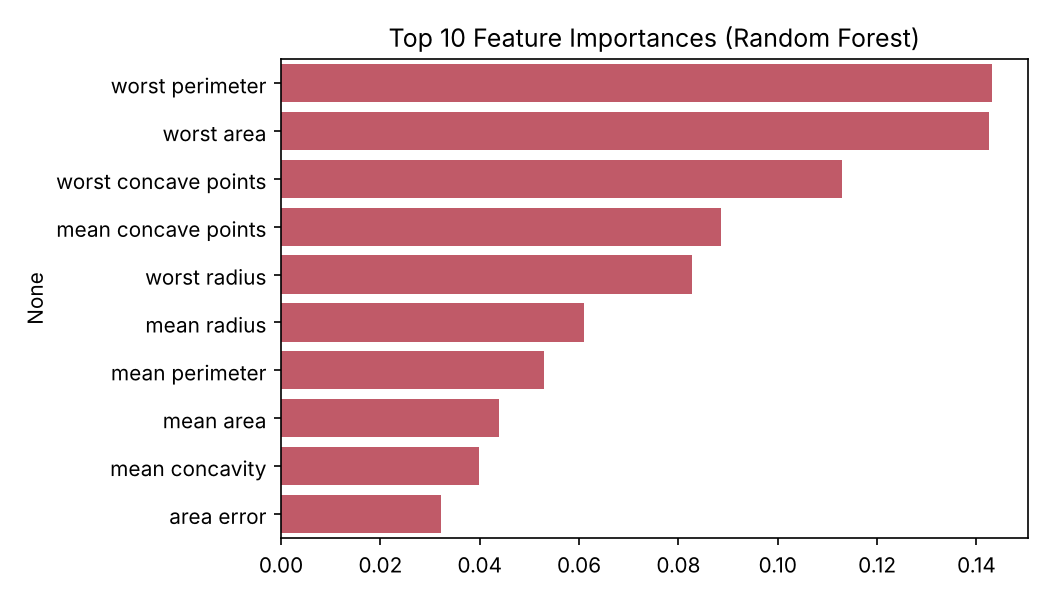 Top 10 Feature Importances (Random Forest)
None
worst perimeter
worst area
worst concave points
mean concave points
worst radius
mean radius
mean perimeter
mean area
mean concavity
area error
0.00 0.02 0.04 0.06 0.08 0.10 0.12 0.14